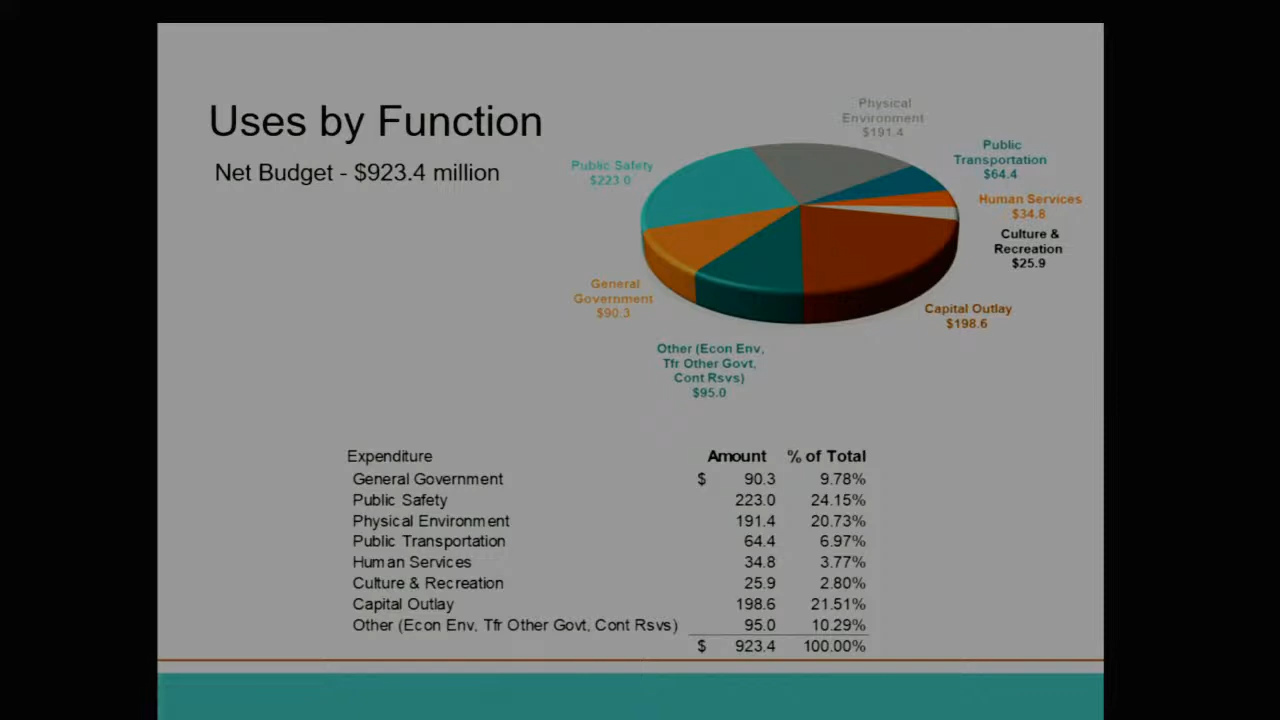 Uses by Function
Net Budget - $923.4 million
Physical
Environment
$191.4
Public Safety
$223.0
Public
Transportation
$64.4
Human Services
$34.8
Culture &
Recreation
$25.9
General
Government
$90.3
Capital Outlay
$198.6
Other (Econ Env,
Tfr Other Govt,
Cont Rsvs)
$95.0
Expenditure Amount % of Total
General Government $ 90.3 9.78%
Public Safety 223.0 24.15%
Physical Environment 191.4 20.73%
Public Transportation 64.4 6.97%
Human Services 34.8 3.77%
Culture & Recreation 25.9 2.80%
Capital Outlay 198.6 21.51%
Other (Econ Env, Tfr Other Govt, Cont Rsvs) 95.0 10.29%
$ 923.4 100.00%